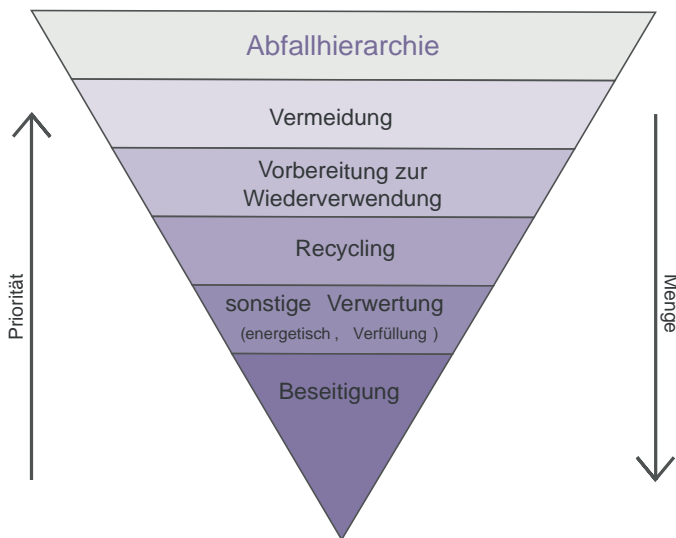 Abfallhierarchie
Vermeidung
Vorbereitung zur
Wiederverwendung
Recycling
sonstige Verwertung
(energetisch , Verfüllung )
Beseitigung
Priorität
Menge